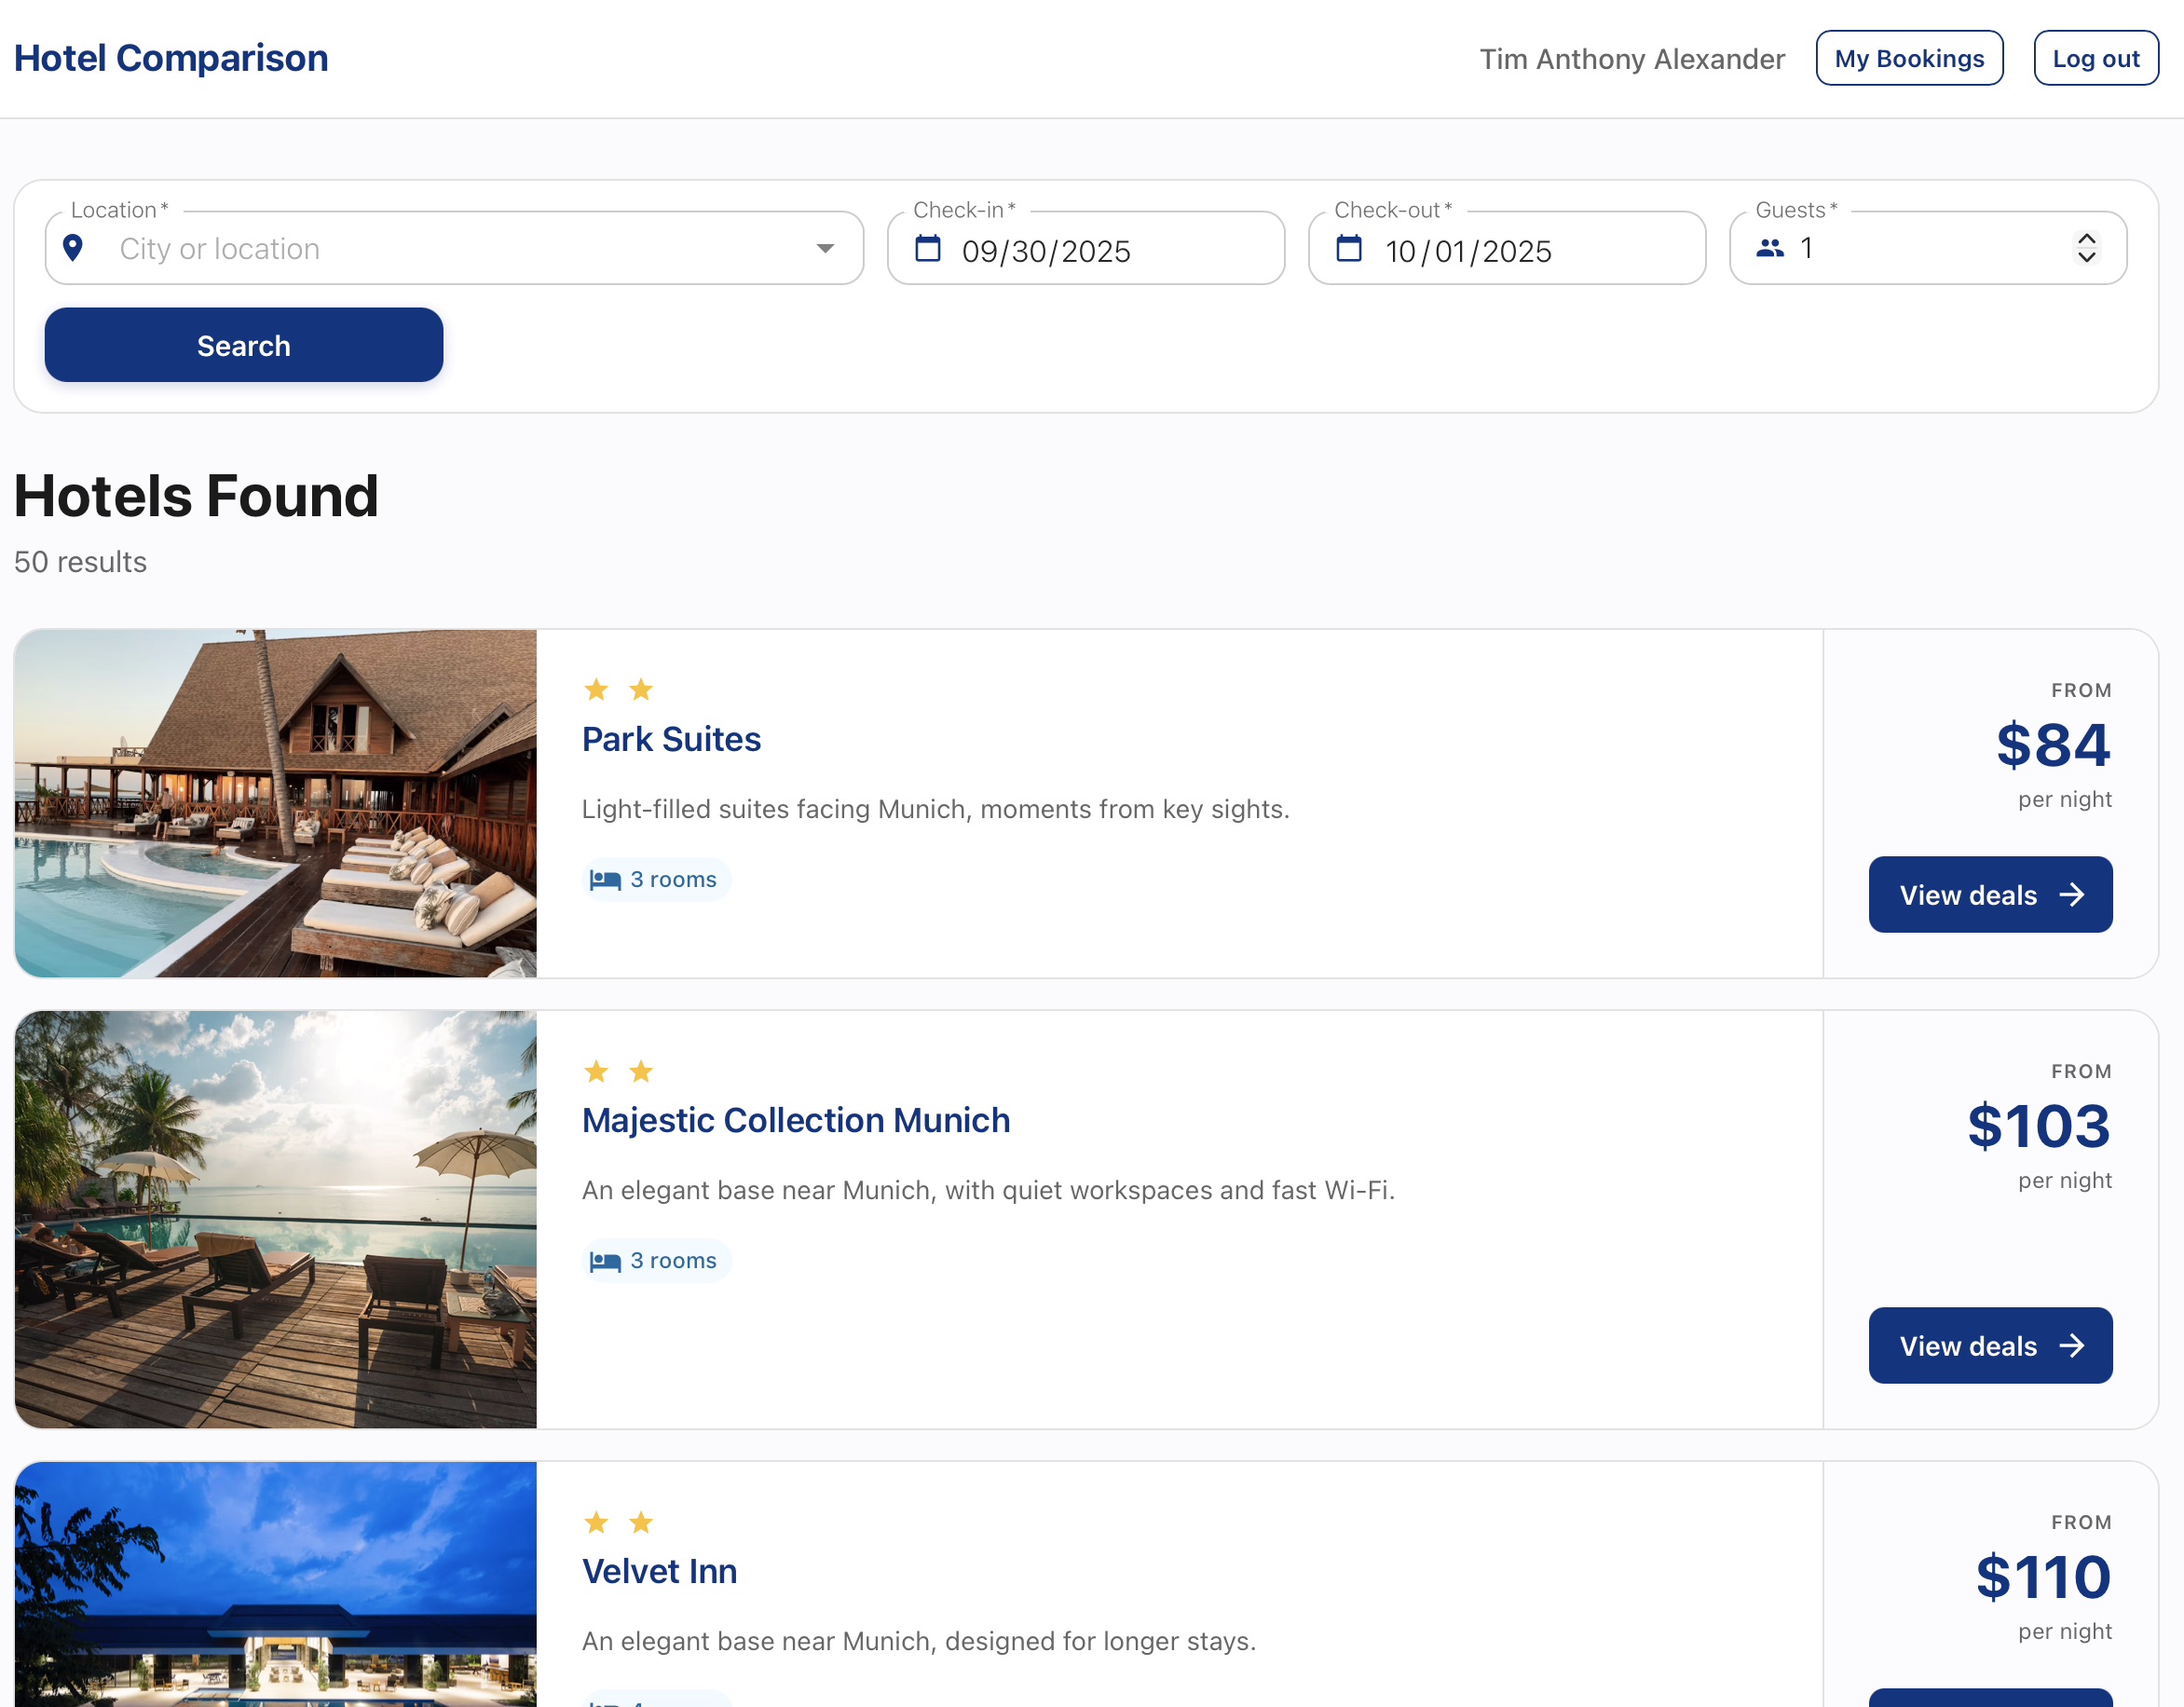 Hotel Comparison
Tim Anthony Alexander
My Bookings
Log out
Location *
City or location
Check-in *
09/30/2025
Check-out *
10/01/2025
Guests *
1
Search
Hotels Found
50 results
Park Suites
Light-filled suites facing Munich, moments from key sights.
3 rooms
FROM
$84
per night
View deals
Majestic Collection Munich
An elegant base near Munich, with quiet workspaces and fast Wi-Fi.
3 rooms
FROM
$103
per night
View deals
Velvet Inn
An elegant base near Munich, designed for longer stays.
FROM
$110
per night